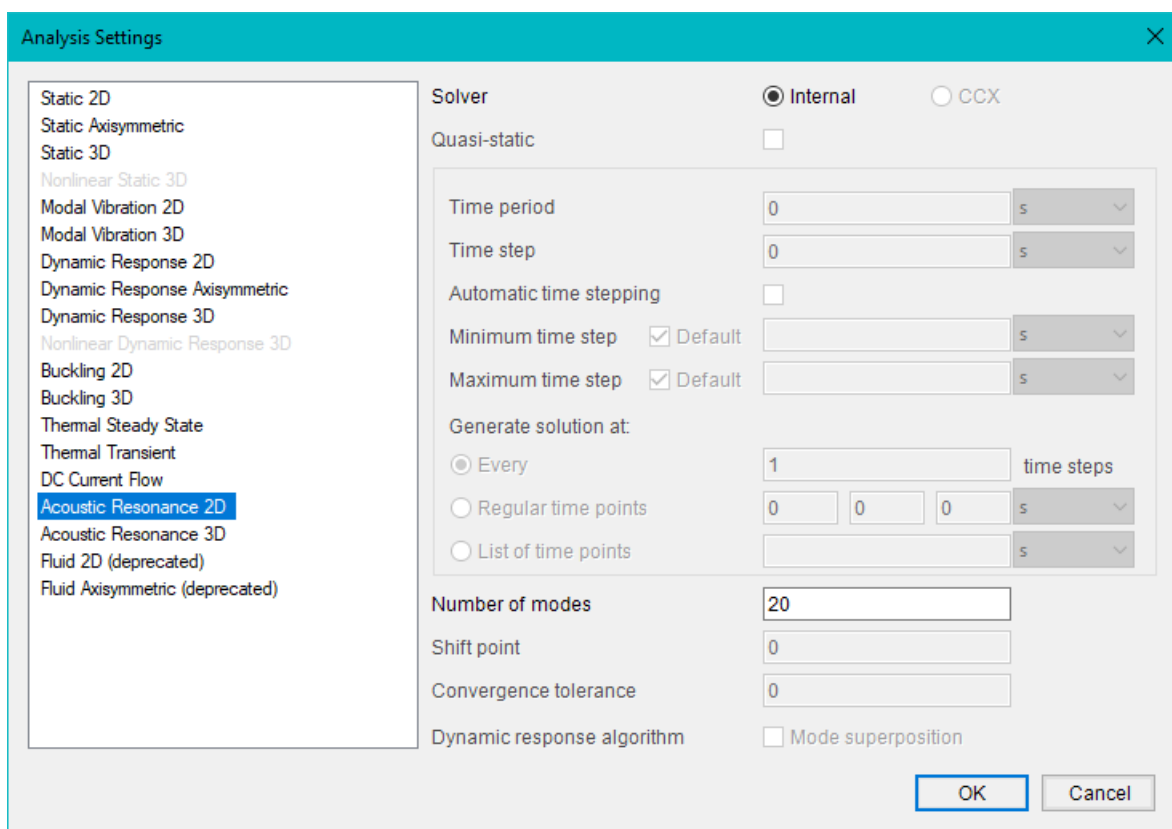 Analysis Settings
Static 2D
Static Axisymmetric
Static 3D
Nonlinear Static 3D
Modal Vibration 2D
Modal Vibration 3D
Dynamic Response 2D
Dynamic Response Axisymmetric
Dynamic Response 3D
Nonlinear Dynamic Response 3D
Buckling 2D
Buckling 3D
Thermal Steady State
Thermal Transient
DC Current Flow
Acoustic Resonance 2D
Acoustic Resonance 3D
Fluid 2D (deprecated)
Fluid Axisymmetric (deprecated)
Solver Internal CCX
Quasi-static
Time period 0 s
Time step 0 s
Automatic time stepping
Minimum time step Default s
Maximum time step Default s
Generate solution at:
Every 1 time steps
Regular time points 0 0 0 s
List of time points s
Number of modes 20
Shift point 0
Convergence tolerance 0
Dynamic response algorithm Mode superposition
OK Cancel